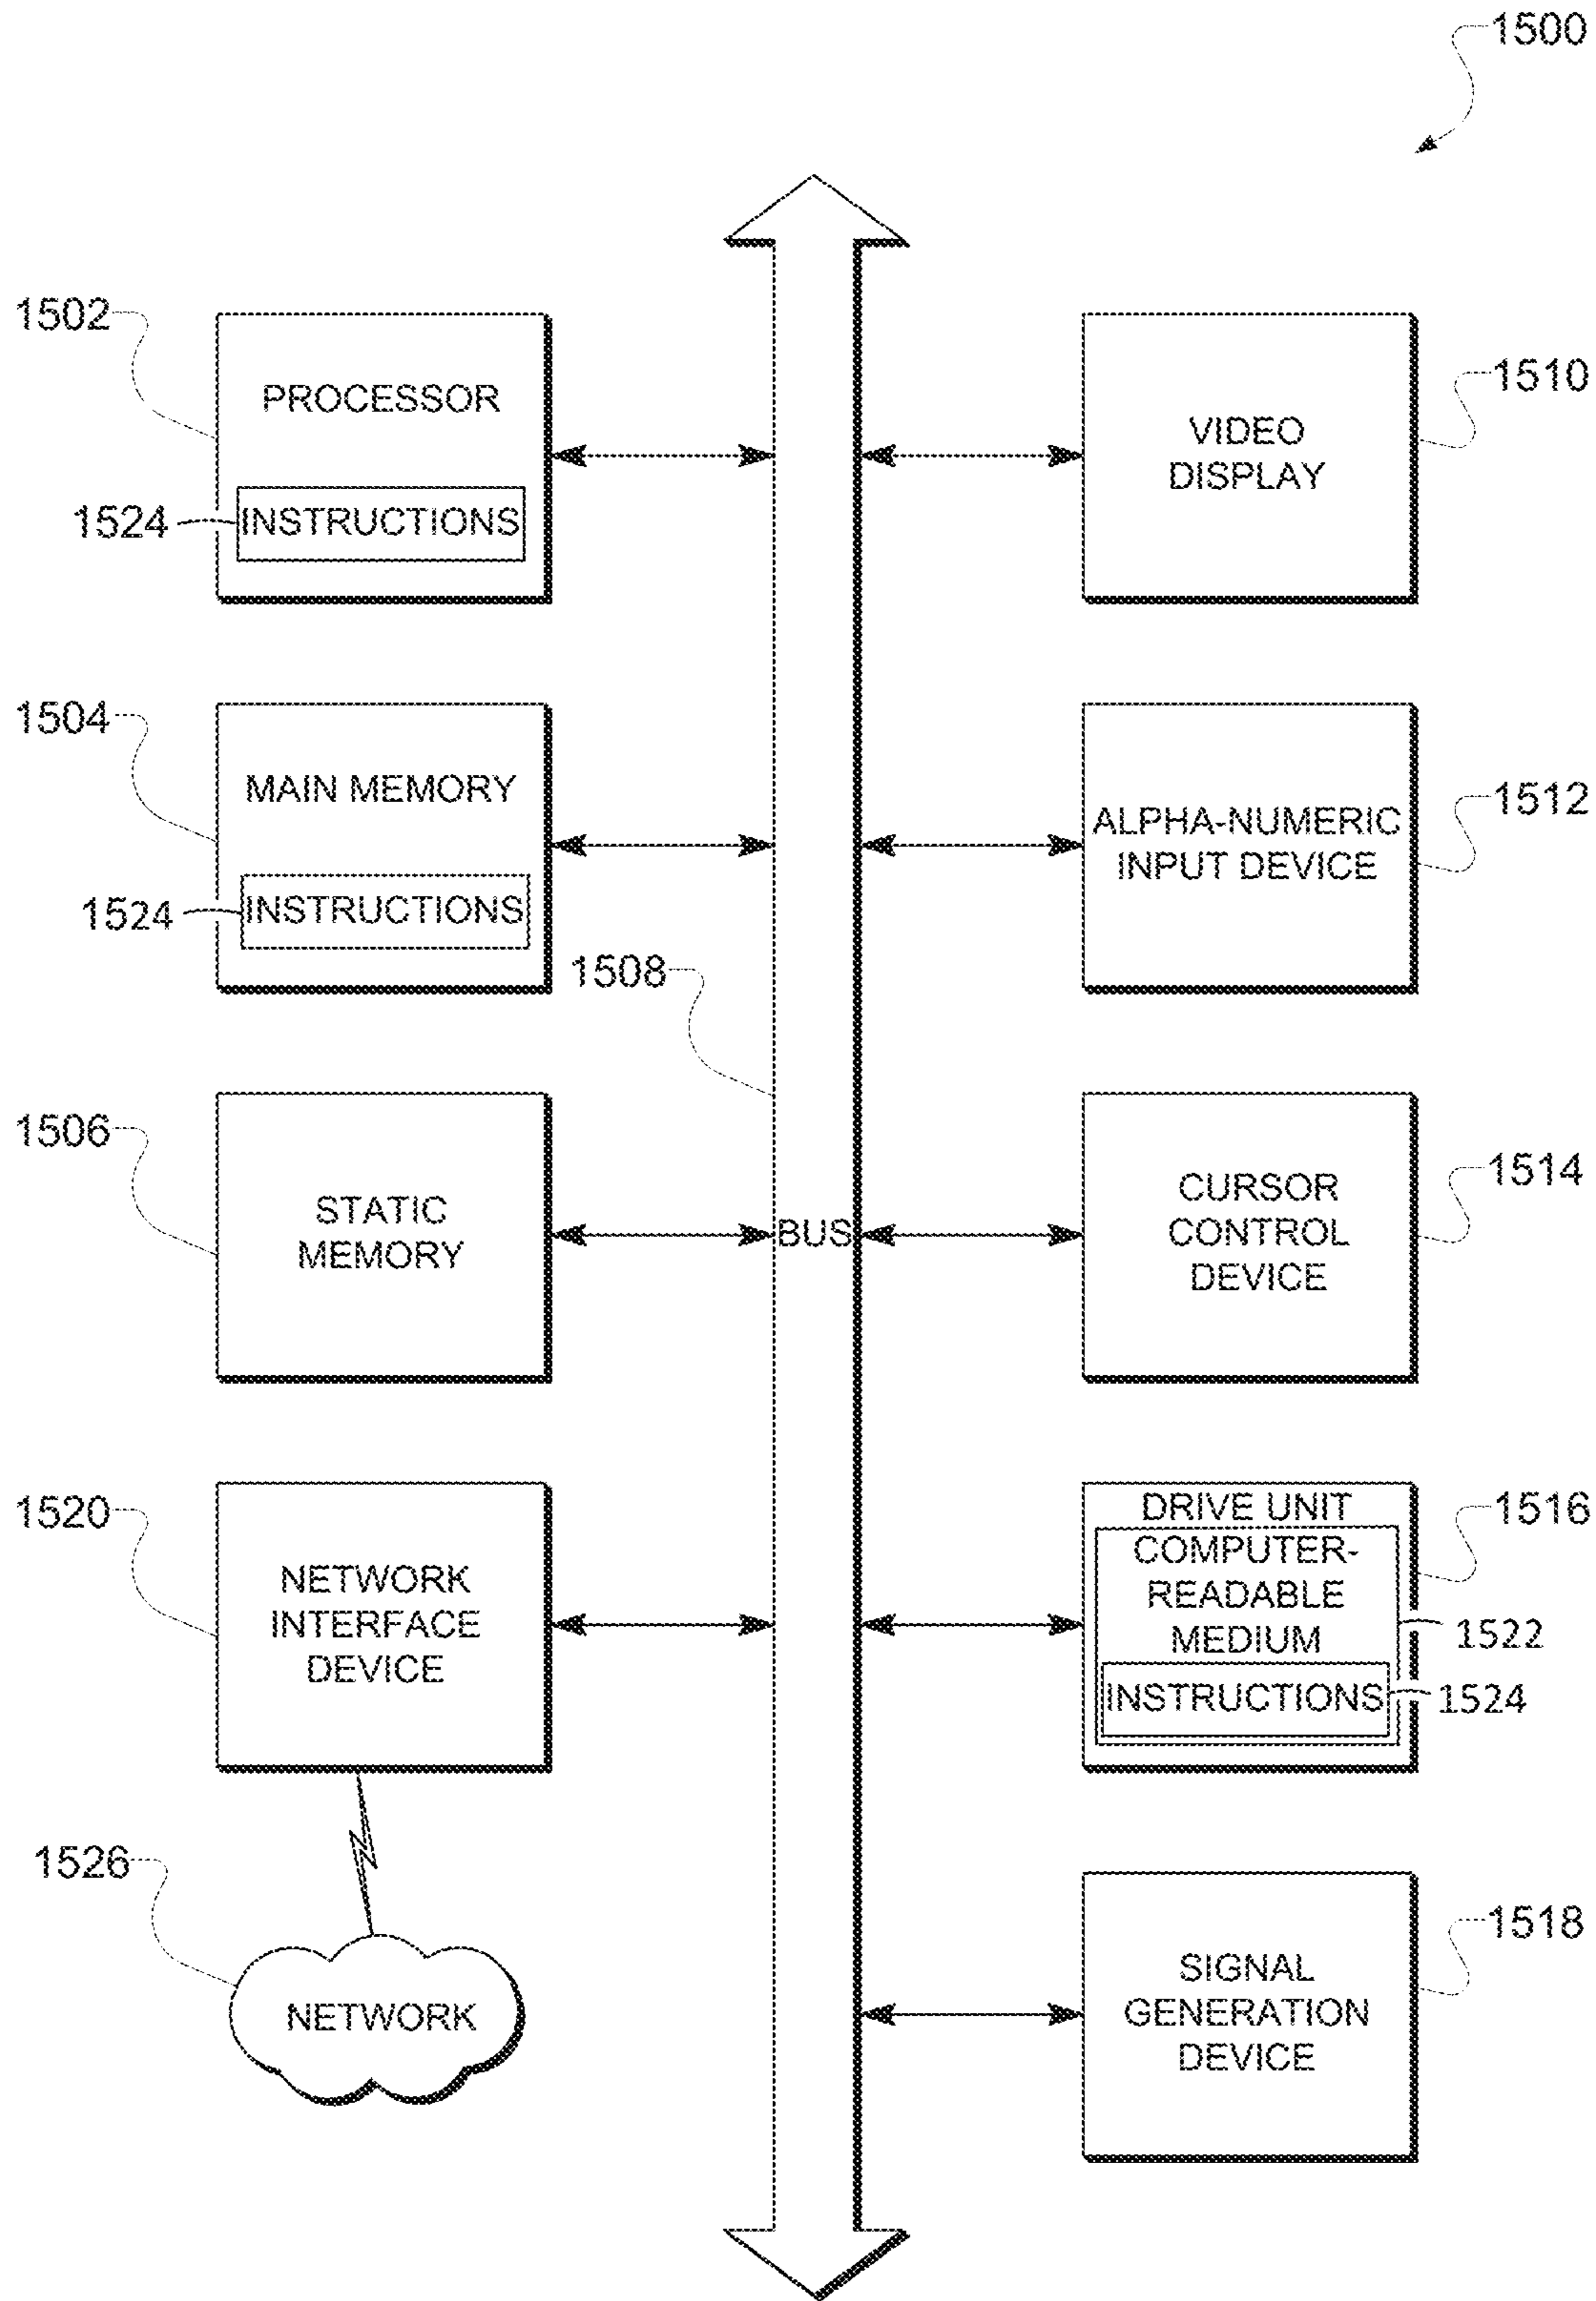 1500
1502
PROCESSOR
1524
INSTRUCTIONS
1510
VIDEO
DISPLAY
1504
MAIN MEMORY
1524
INSTRUCTIONS
1512
ALPHA-NUMERIC
INPUT DEVICE
1508
1506
STATIC
MEMORY
BUS
1514
CURSOR
CONTROL
DEVICE
1520
NETWORK
INTERFACE
DEVICE
1516
DRIVE UNIT
COMPUTER-
READABLE
MEDIUM
1522
INSTRUCTIONS
1524
1526
NETWORK
1518
SIGNAL
GENERATION
DEVICE